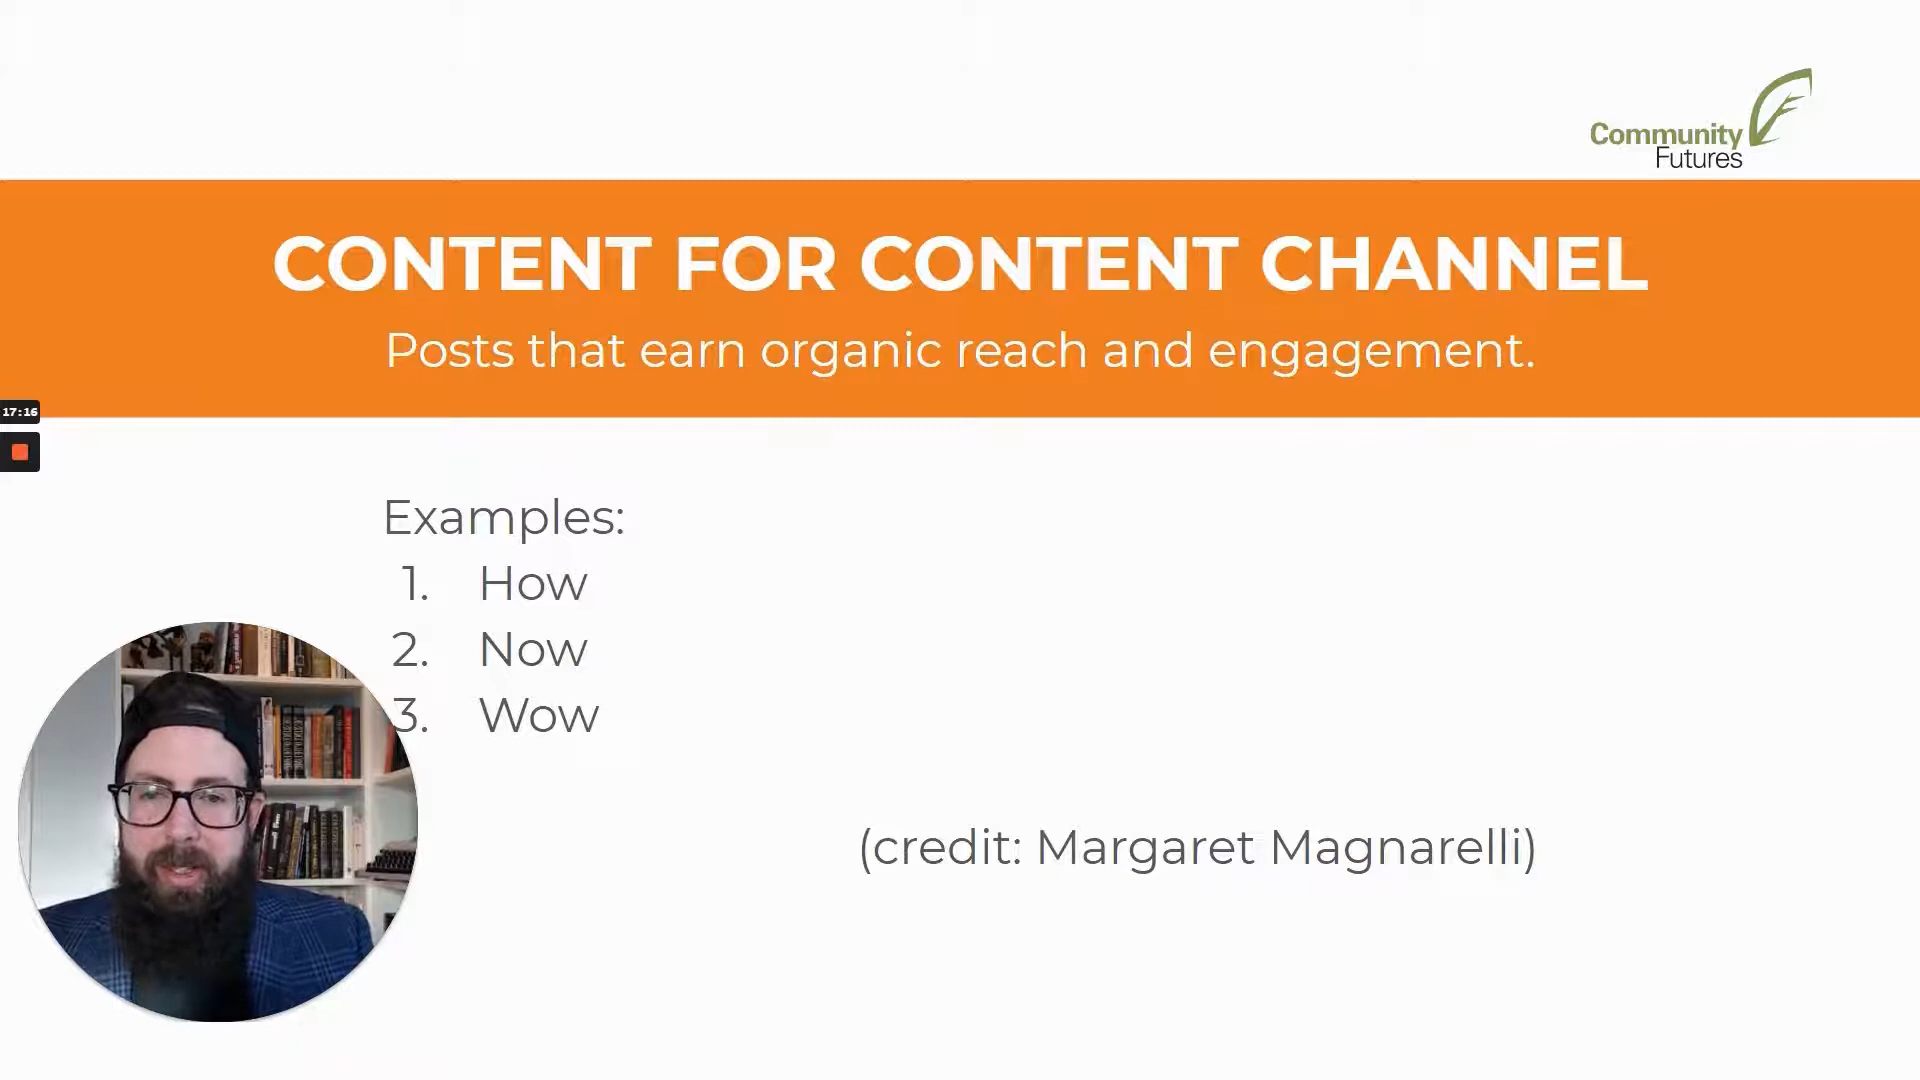 Community
Futures
CONTENT FOR CONTENT CHANNEL
Posts that earn organic reach and engagement.
17:16
Examples:
1. How
2. Now
3. Wow
(credit: Margaret Magnarelli)